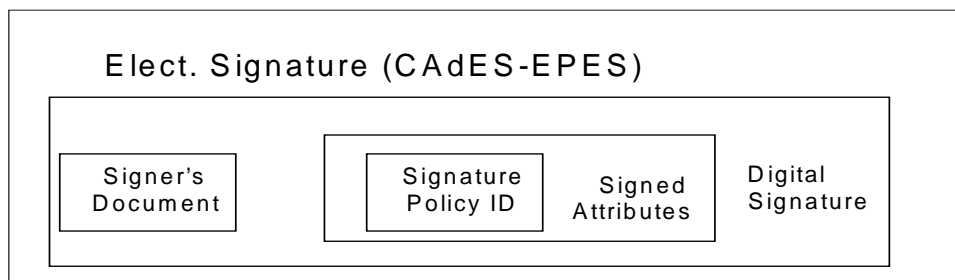 Elect. Signature (CAdES-EPES)
Signer's
Document
Signature
Policy ID
Signed
Attributes
Digital
Signature